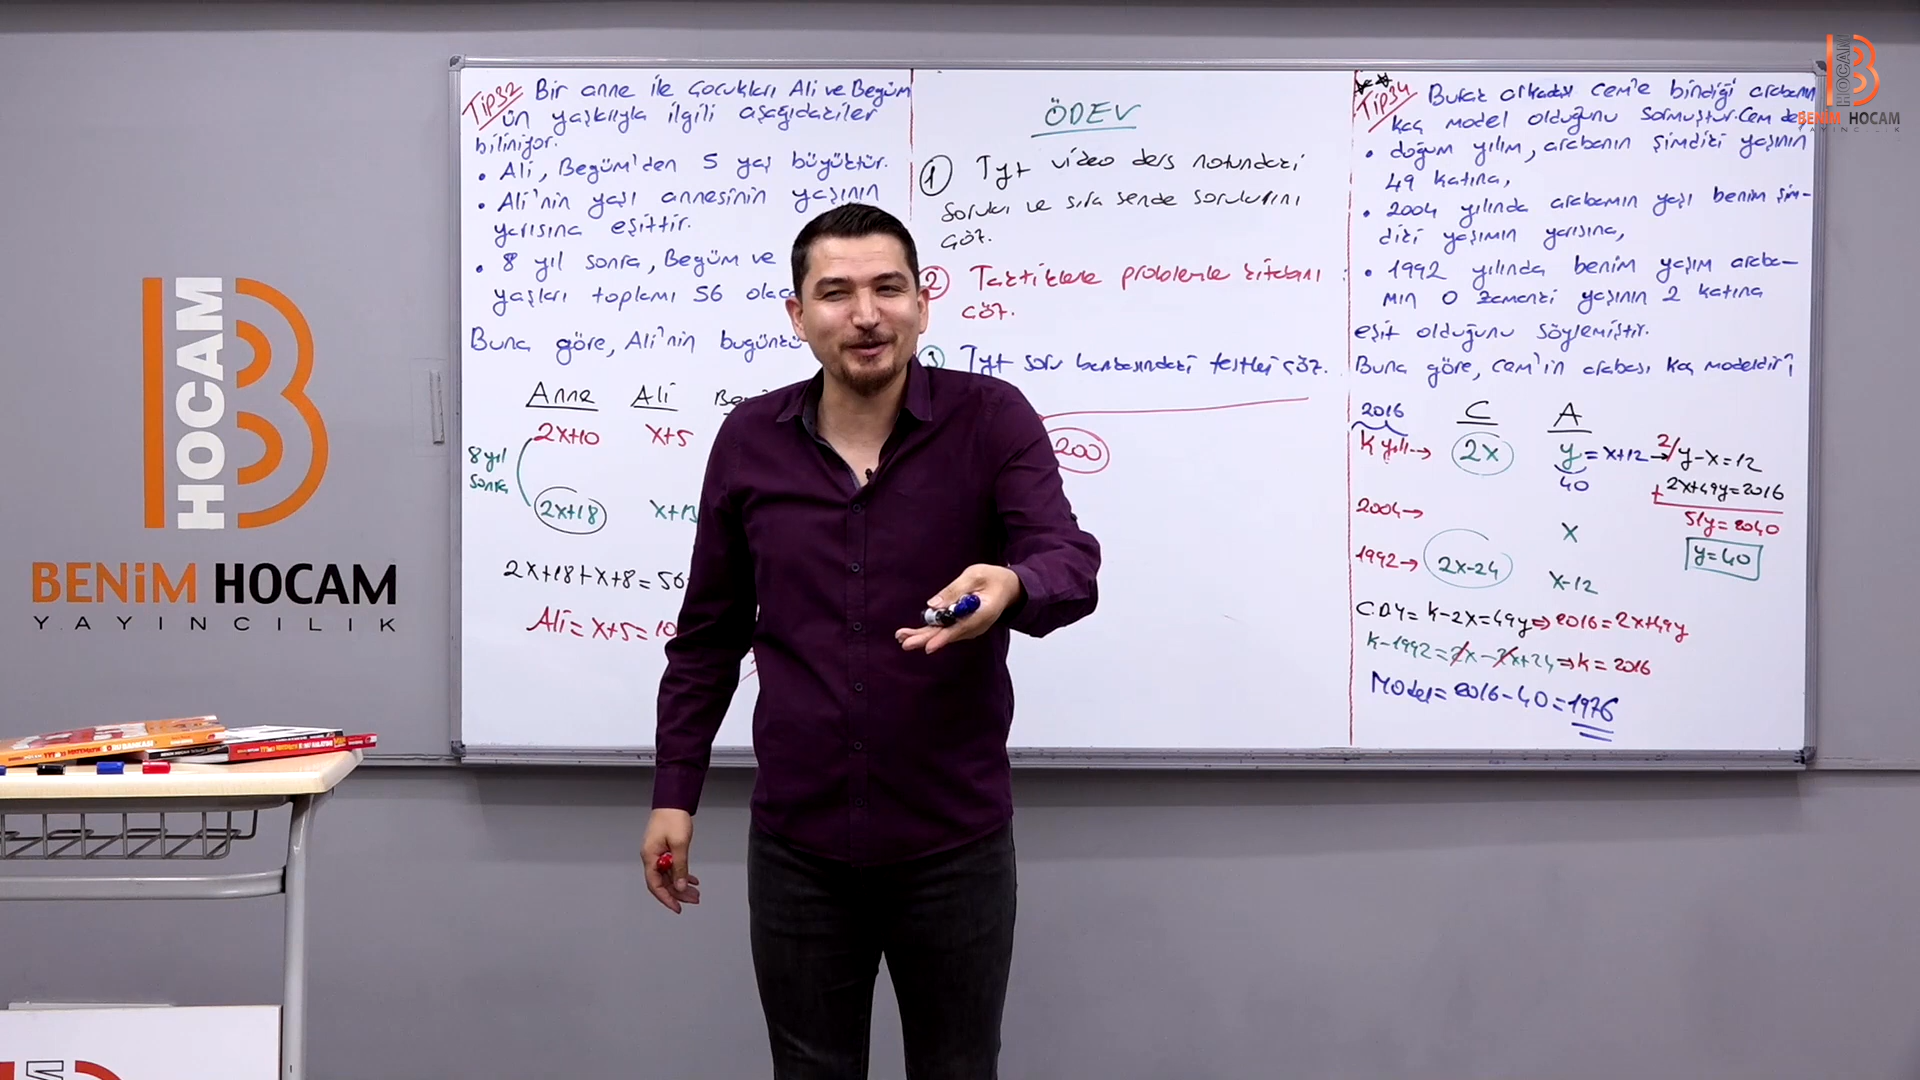 Tip32 Bir anne ile çocukları Ali ve Begüm
ün yaşlarıyla ilgili aşağıdakiler
biliniyor.
• Ali, Begüm'den 5 yaş büyüktür.
• Ali'nin yaşı annesinin yaşının
yarısına eşittir.
• 8 yıl sonra, Begüm ve
yaşları toplamı 56
Buna göre, Ali'nin bugünkü
Anne Ali
2x+10 x+5
8 yıl
sonra
2x+18
2x+18+x+8=56
Ali=x+5=10
ÖDEV
1 Tyt video ders notundaki
soruları ve sıra sende sorularını
çöz.
2 Taktiklerle problemler kitabını
çöz.
3 Tyt soru bankasındaki testleri çöz.
200
Tip34 Burak arkadaşı Cem'e bindiği arabanın
kaç model olduğunu sormuştur. Cem de
• doğum yılım, arabanın şimdiki yaşının
49 katına,
• 2004 yılında arabamın yaşı benim şim-
diki yaşımın yarısına,
• 1992 yılında benim yaşım araba-
mın o zamanki yaşının 2 katına
eşit olduğunu söylemiştir.
Buna göre, Cem'in arabası kaç modeldir?
2016 C A
k yılı→ 2x y=x+12→ 2/ y-x=12
40
+ 2x+49y=2016
51y=2040
y=40
2004→ x
1992→ 2x-24 x-12
C.D.Y= k-2x=49y⇒2016=2x+49y
k-1992=2x-2x+24⇒k=2016
Model=2016-40=1976
B HOCAM
BENİM HOCAM
YAYINCILIK
B HOCAM
BENİM HOCAM
YAYINCILIK